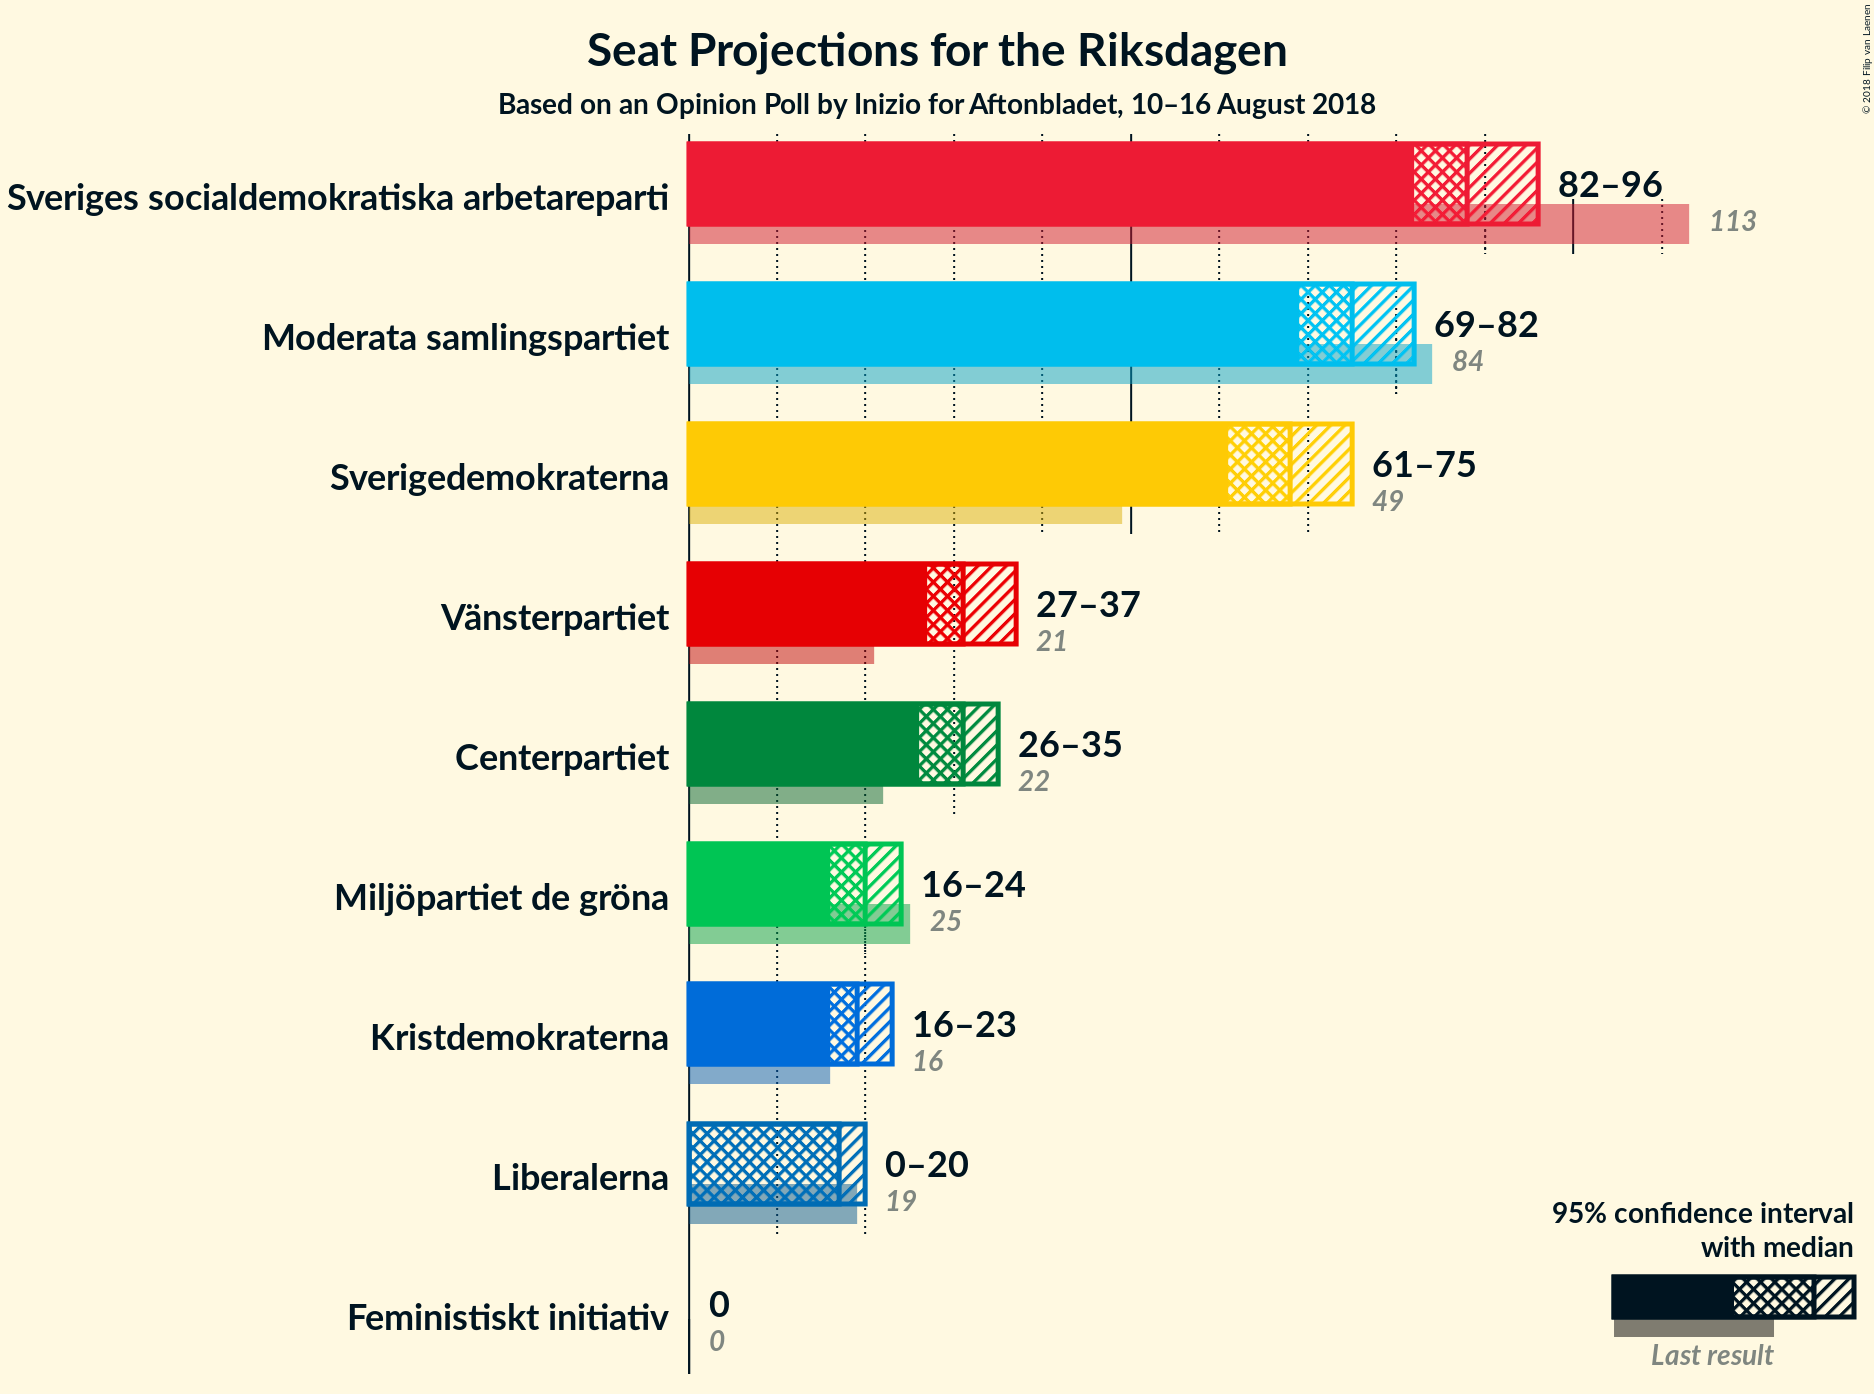 Seat Projections for the Riksdagen
Based on an Opinion Poll by Inizio for Aftonbladet, 10–16 August 2018
© 2018 Filip van Laenen
Sveriges socialdemokratiska arbetareparti
82–96
113
Moderata samlingspartiet
69–82
84
Sverigedemokraterna
61–75
49
Vänsterpartiet
27–37
21
Centerpartiet
26–35
22
Miljöpartiet de gröna
16–24
25
Kristdemokraterna
16–23
16
Liberalerna
0–20
19
Feministiskt initiativ
0
0
95% confidence interval
with median
Last result